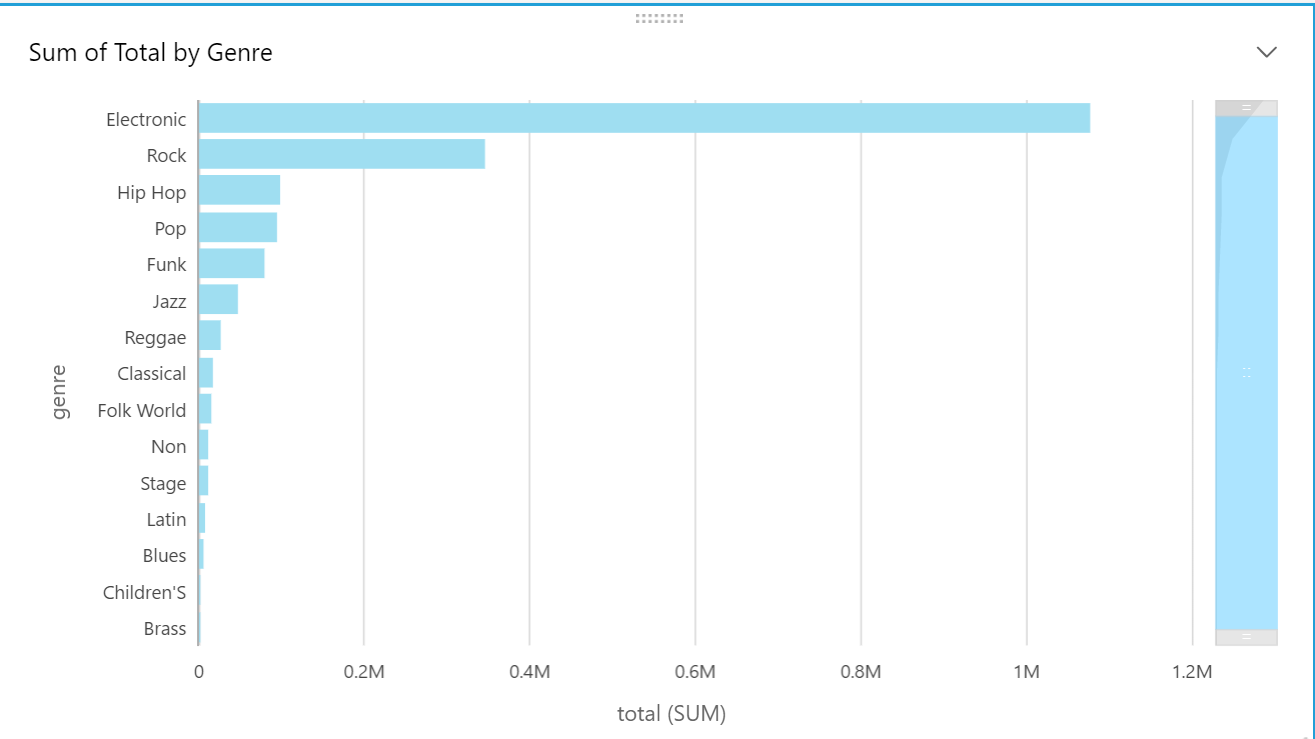 Sum of Total by Genre
Electronic
Rock
Hip Hop
Pop
Funk
Jazz
Reggae
Classical
Folk World
Non
Stage
Latin
Blues
Children'S
Brass
genre
0 0.2M 0.4M 0.6M 0.8M 1M 1.2M
total (SUM)